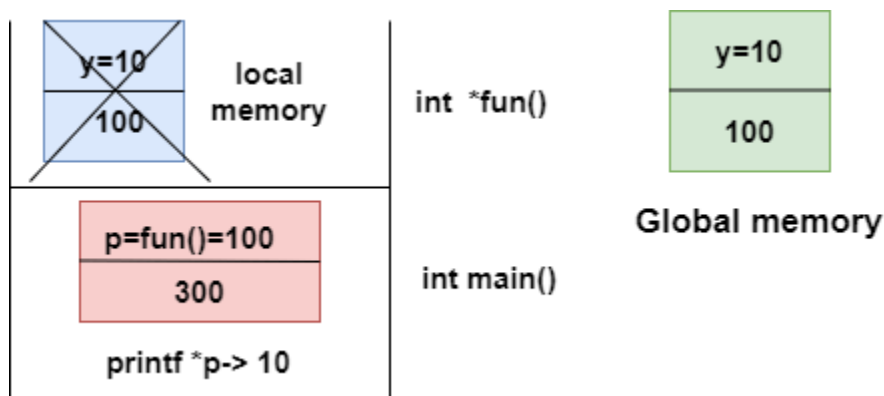 y=10
100
local
memory
int *fun()
y=10
100
Global memory
p=fun()=100
300
int main()
printf *p-> 10